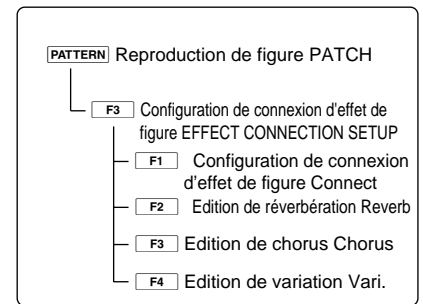 PATTERN Reproduction de figure PATCH
F3 Configuration de connexion d'effet de
figure EFFECT CONNECTION SETUP
F1 Configuration de connexion
d'effet de figure Connect
F2 Edition de réverbération Reverb
F3 Edition de chorus Chorus
F4 Edition de variation Vari.